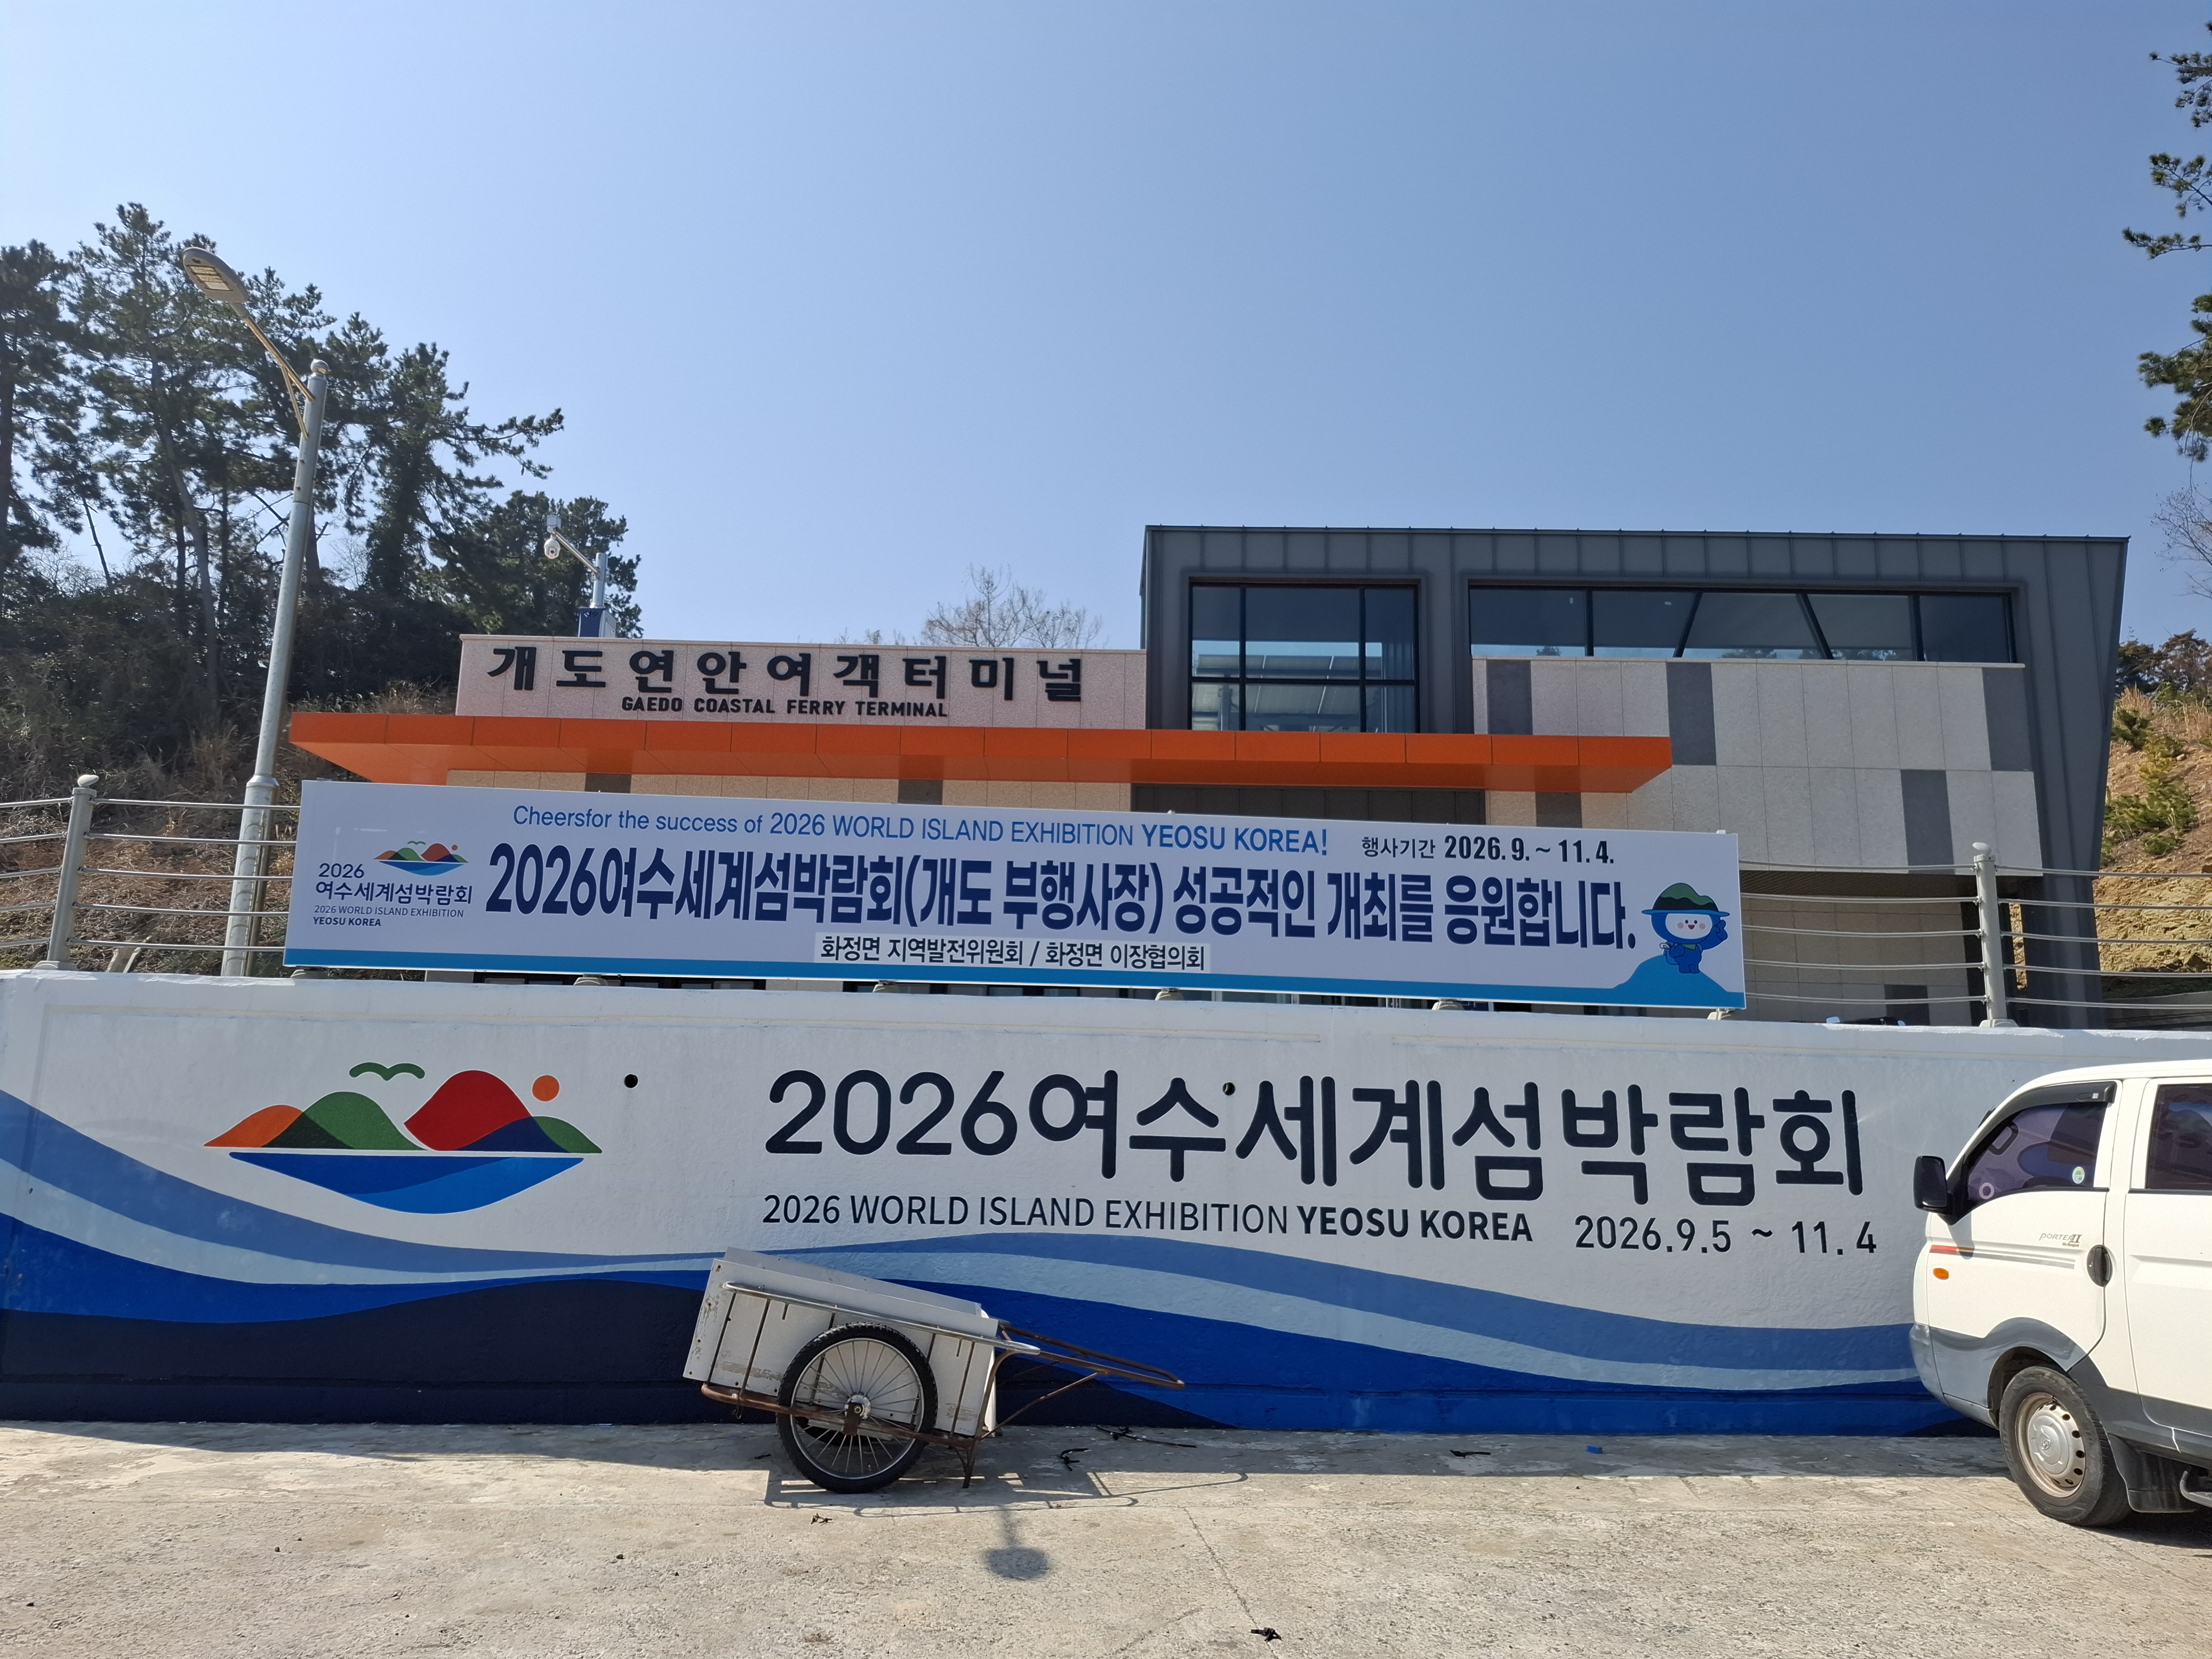 개도연안여객터미널
GAEDO COASTAL FERRY TERMINAL
Cheersfor the success of 2026 WORLD ISLAND EXHIBITION YEOSU KOREA! 행사기간 2026. 9. ~ 11. 4.
2026
여수세계섬박람회
2026 WORLD ISLAND EXHIBITION
YEOSU KOREA
2026여수세계섬박람회(개도 부행사장) 성공적인 개최를 응원합니다.
화정면 지역발전위원회 / 화정면 이장협의회
2026여수세계섬박람회
2026 WORLD ISLAND EXHIBITION YEOSU KOREA 2026.9.5 ~ 11.4
PORTER II